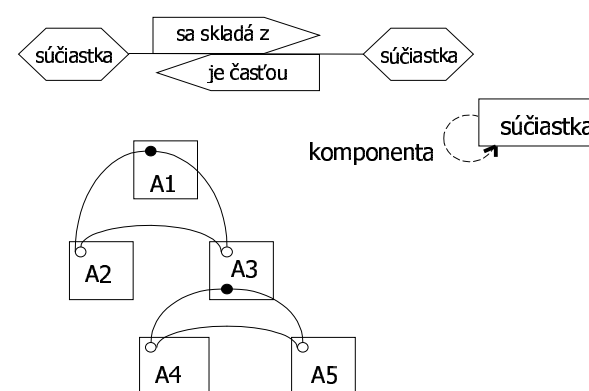 sa skladá z
súčiastka
súčiastka
je časťou
súčiastka
komponenta
A1
A2
A3
A4
A5